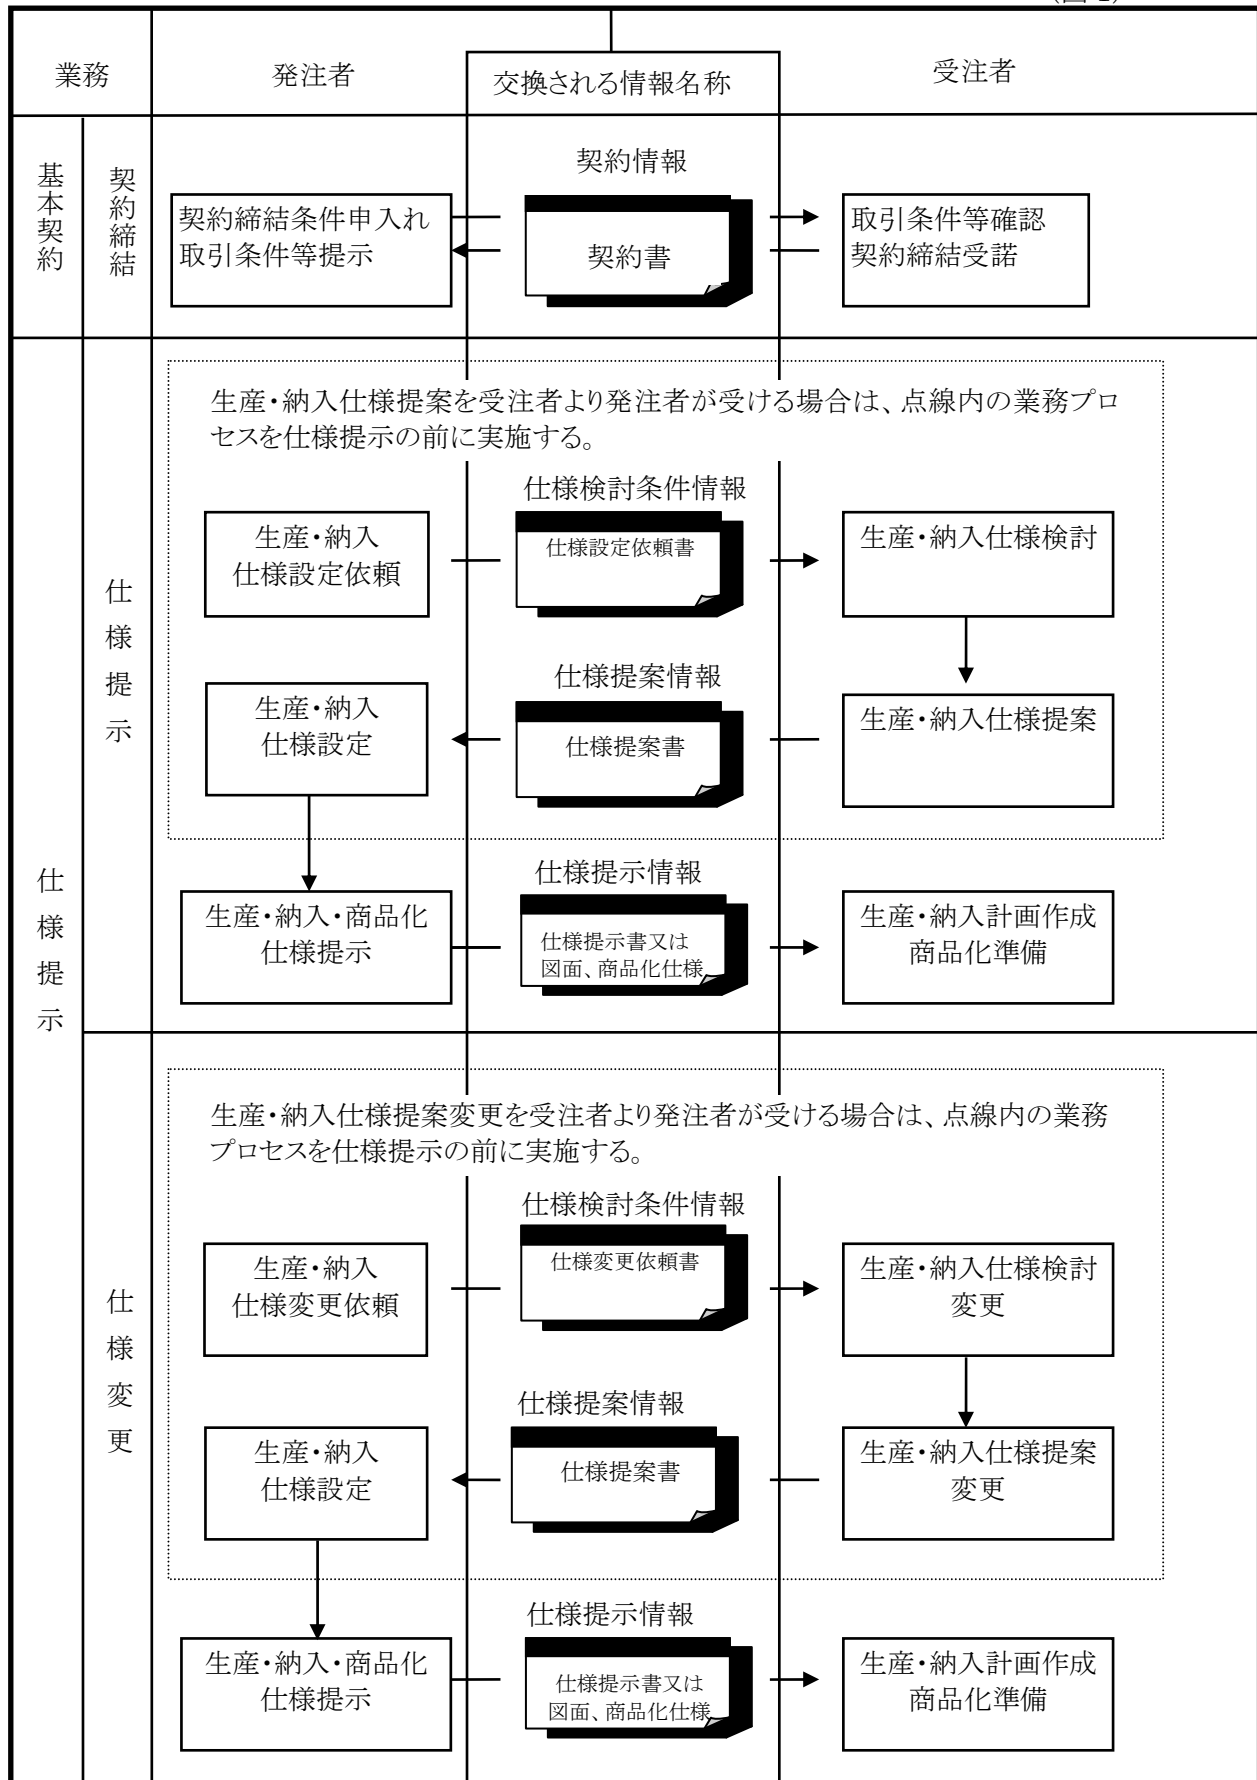 業務
発注者
交換される情報名称
受注者
基本契約
契約締結
契約情報
契約締結条件申入れ
取引条件等提示
契約書
取引条件等確認
契約締結受諾
仕様提示
仕様提示
生産・納入仕様提案を受注者より発注者が受ける場合は、点線内の業務プロ
セスを仕様提示の前に実施する。
仕様検討条件情報
生産・納入
仕様設定依頼
仕様設定依頼書
生産・納入仕様検討
仕様提案情報
生産・納入
仕様設定
仕様提案書
生産・納入仕様提案
仕様提示情報
生産・納入・商品化
仕様提示
仕様提示書又は
図面、商品化仕様
生産・納入計画作成
商品化準備
仕様変更
生産・納入仕様提案変更を受注者より発注者が受ける場合は、点線内の業務
プロセスを仕様提示の前に実施する。
仕様検討条件情報
生産・納入
仕様変更依頼
仕様変更依頼書
生産・納入仕様検討
変更
仕様提案情報
生産・納入
仕様設定
仕様提案書
生産・納入仕様提案
変更
仕様提示情報
生産・納入・商品化
仕様提示
仕様提示書又は
図面、商品化仕様
生産・納入計画作成
商品化準備